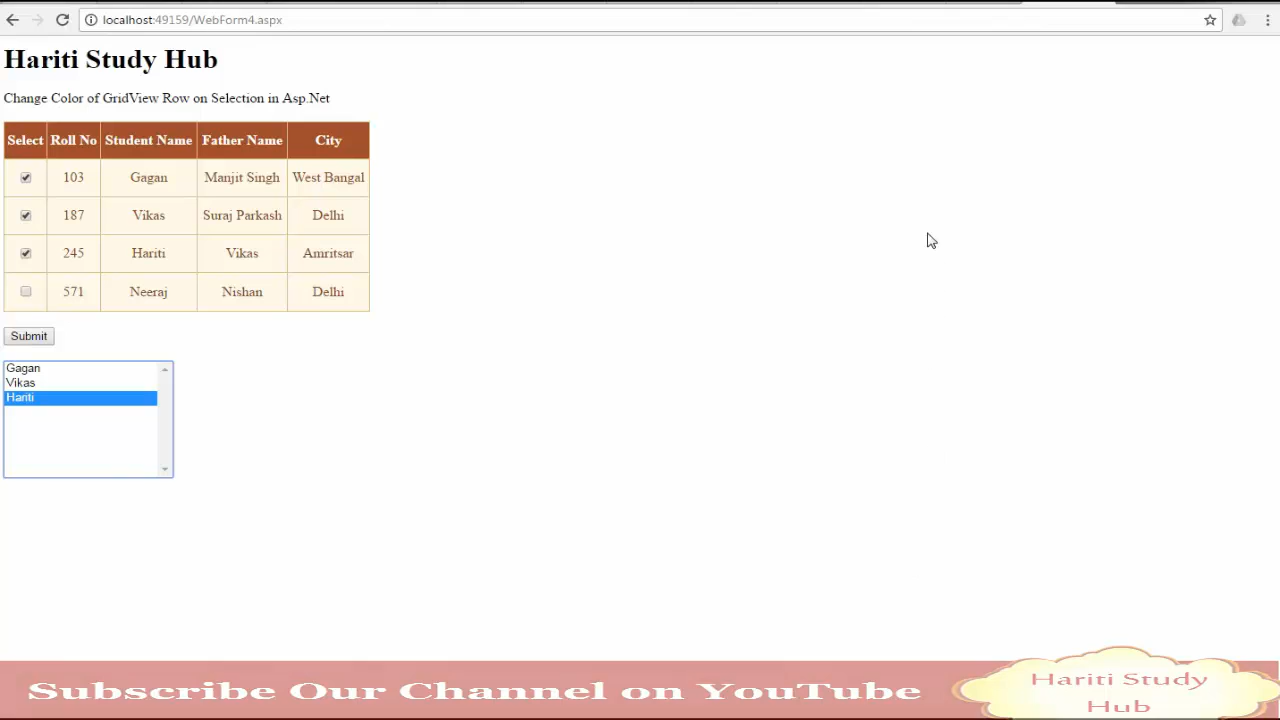 localhost:49159/WebForm4.aspx
Hariti Study Hub
Change Color of GridView Row on Selection in Asp.Net
Select Roll No Student Name Father Name City
103 Gagan Manjit Singh West Bangal
187 Vikas Suraj Parkash Delhi
245 Hariti Vikas Amritsar
571 Neeraj Nishan Delhi
Submit
Gagan
Vikas
Hariti
Subscribe Our Channel on YouTube
Hariti Study
Hub